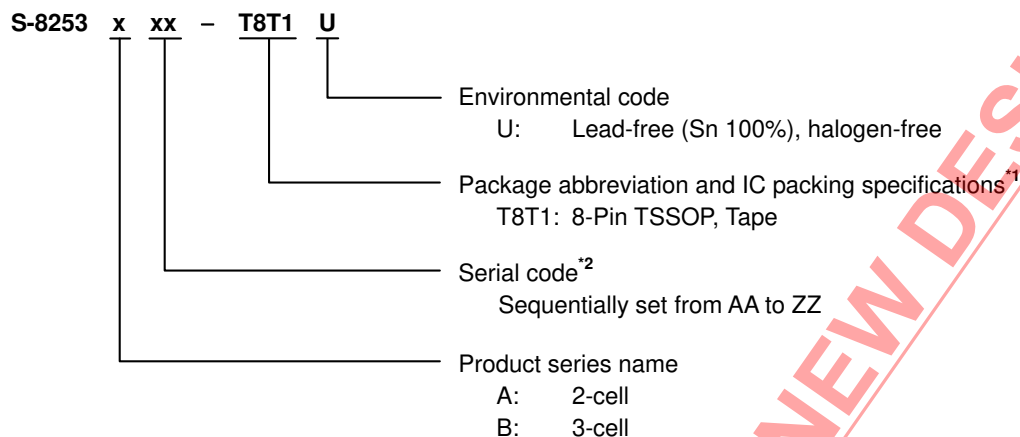 S-8253 x xx – T8T1 U
Environmental code
U: Lead-free (Sn 100%), halogen-free
Package abbreviation and IC packing specifications*1
T8T1: 8-Pin TSSOP, Tape
Serial code*2
Sequentially set from AA to ZZ
Product series name
A: 2-cell
B: 3-cell
NEW